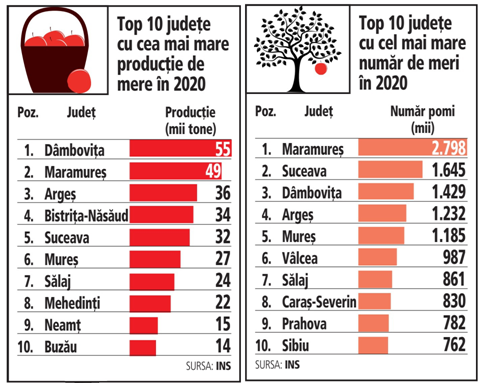 Top 10 județe
cu cea mai mare
producție de
mere în 2020
Poz. Județ Producție
(mii tone)
1. Dâmbovița 55
2. Maramureș 49
3. Argeș 36
4. Bistrița-Năsăud 34
5. Suceava 32
6. Mureș 27
7. Sălaj 24
8. Mehedinți 22
9. Neamț 15
10. Buzău 14
SURSA: INS
Top 10 județe
cu cel mai mare
număr de meri
în 2020
Poz. Județ Număr pomi
(mii)
1. Maramureș 2.798
2. Suceava 1.645
3. Dâmbovița 1.429
4. Argeș 1.232
5. Mureș 1.185
6. Vâlcea 987
7. Sălaj 861
8. Caraș-Severin 830
9. Prahova 782
10. Sibiu 762
SURSA: INS